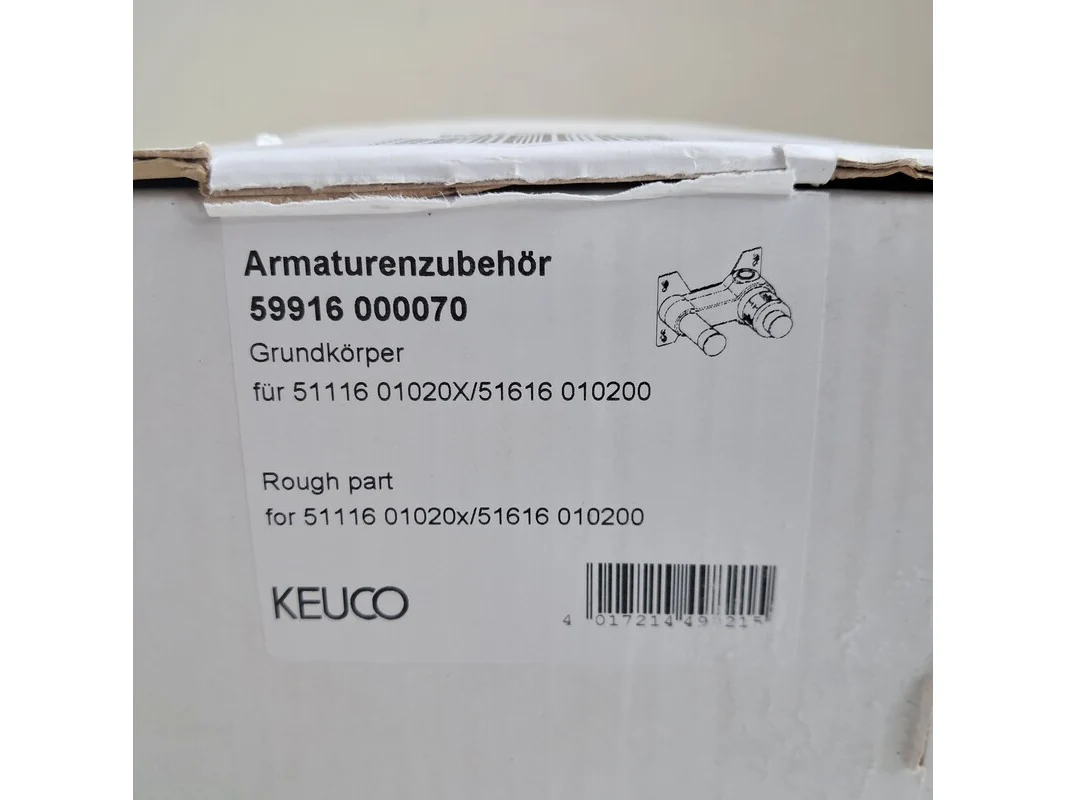 Armaturenzubehör
59916 000070
Grundkörper
für 51116 01020X/51616 010200
Rough part
for 51116 01020x/51616 010200
KEUCO